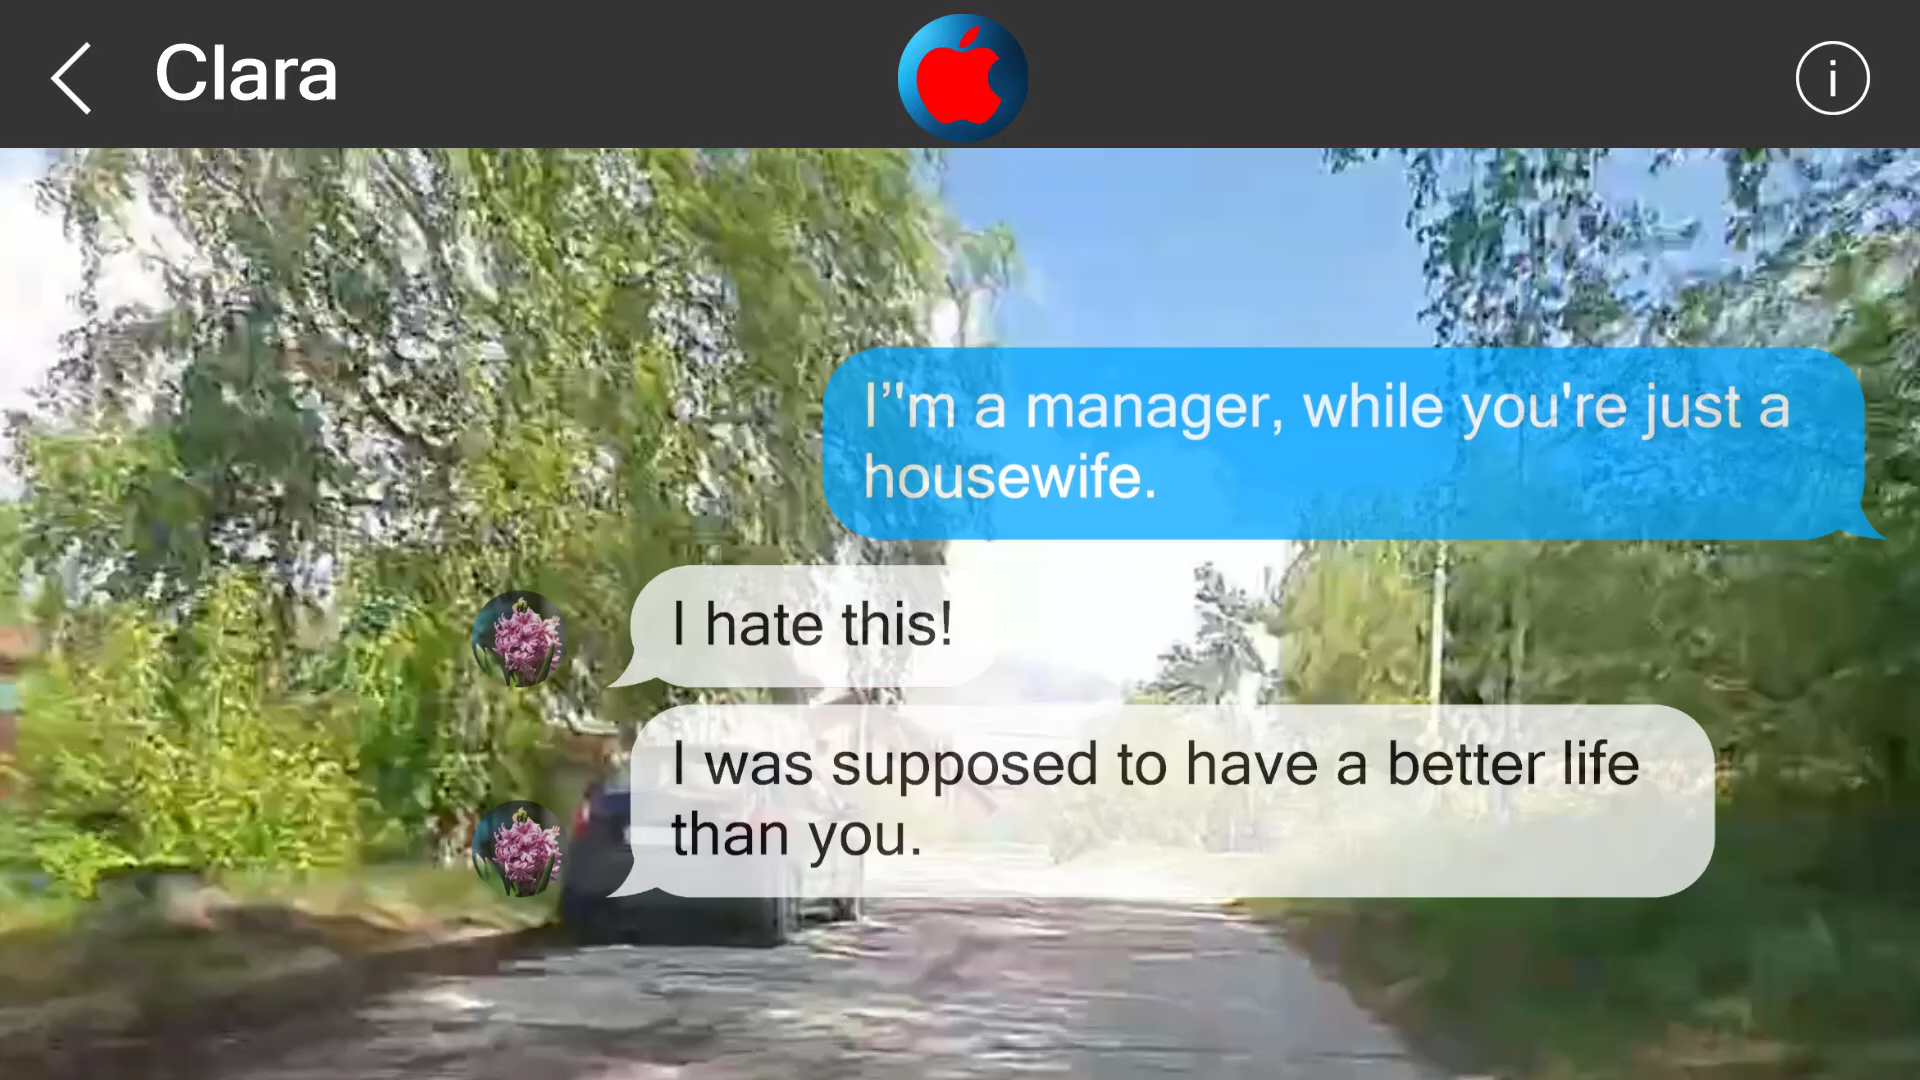 Clara
I’'m a manager, while you're just a
housewife.
I hate this!
I was supposed to have a better life
than you.